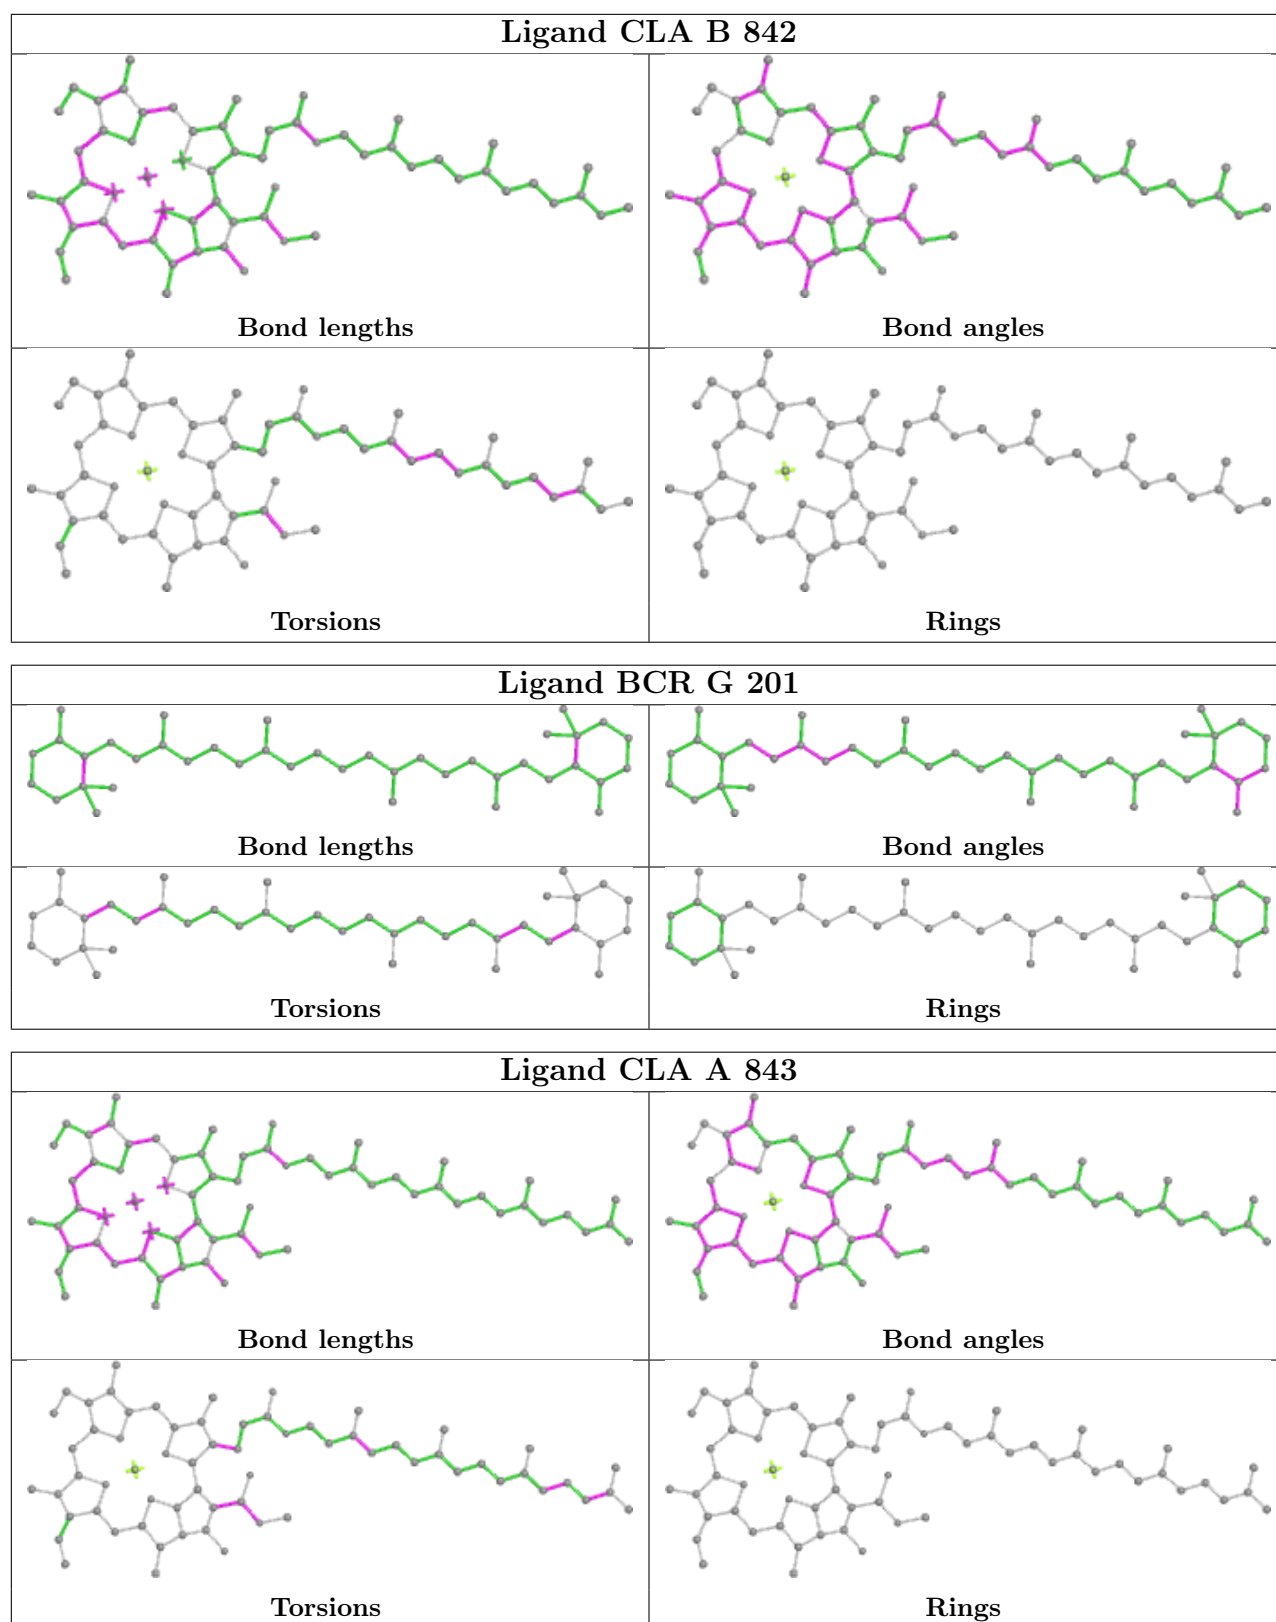 Ligand CLA B 842
Bond lengths
Bond angles
Torsions
Rings
Ligand BCR G 201
Bond lengths
Bond angles
Torsions
Rings
Ligand CLA A 843
Bond lengths
Bond angles
Torsions
Rings